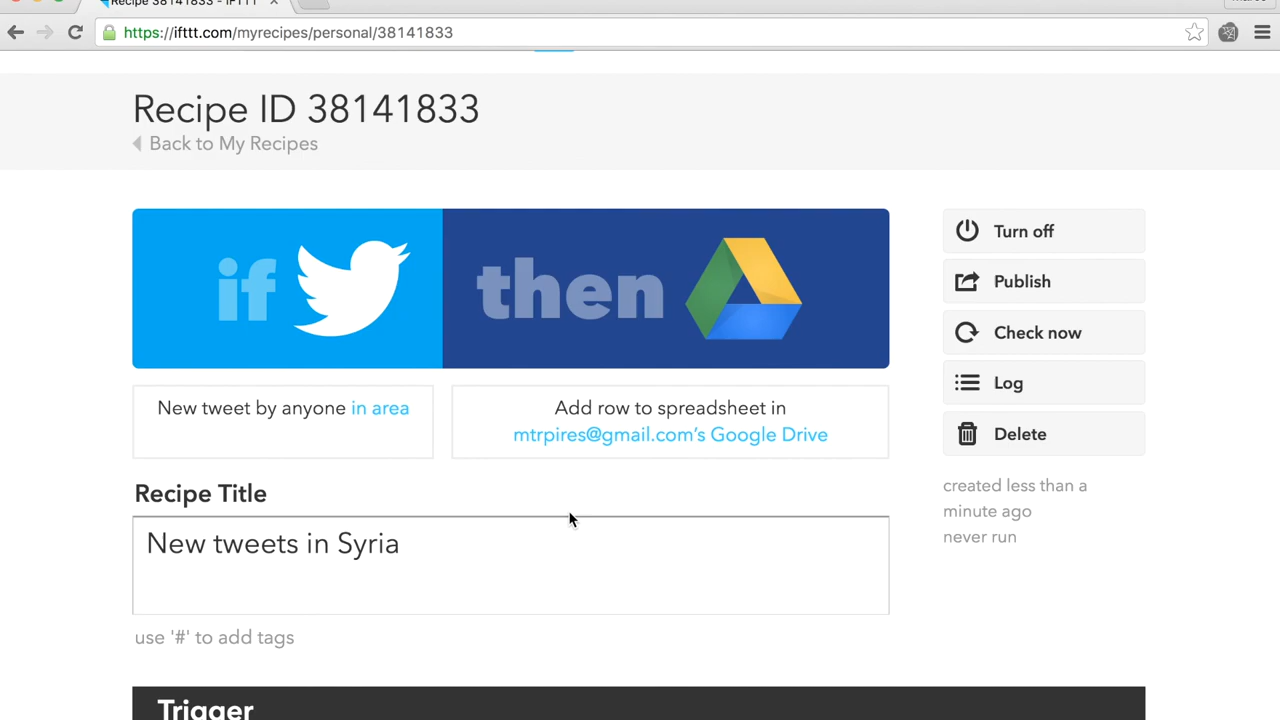 Recipe 38141833 - IFTTT
https://ifttt.com/myrecipes/personal/38141833
Recipe ID 38141833
Back to My Recipes
if then
New tweet by anyone in area
Add row to spreadsheet in
mtrpires@gmail.com's Google Drive
Turn off
Publish
Check now
Log
Delete
created less than a
minute ago
never run
Recipe Title
New tweets in Syria
use '#' to add tags
Trigger